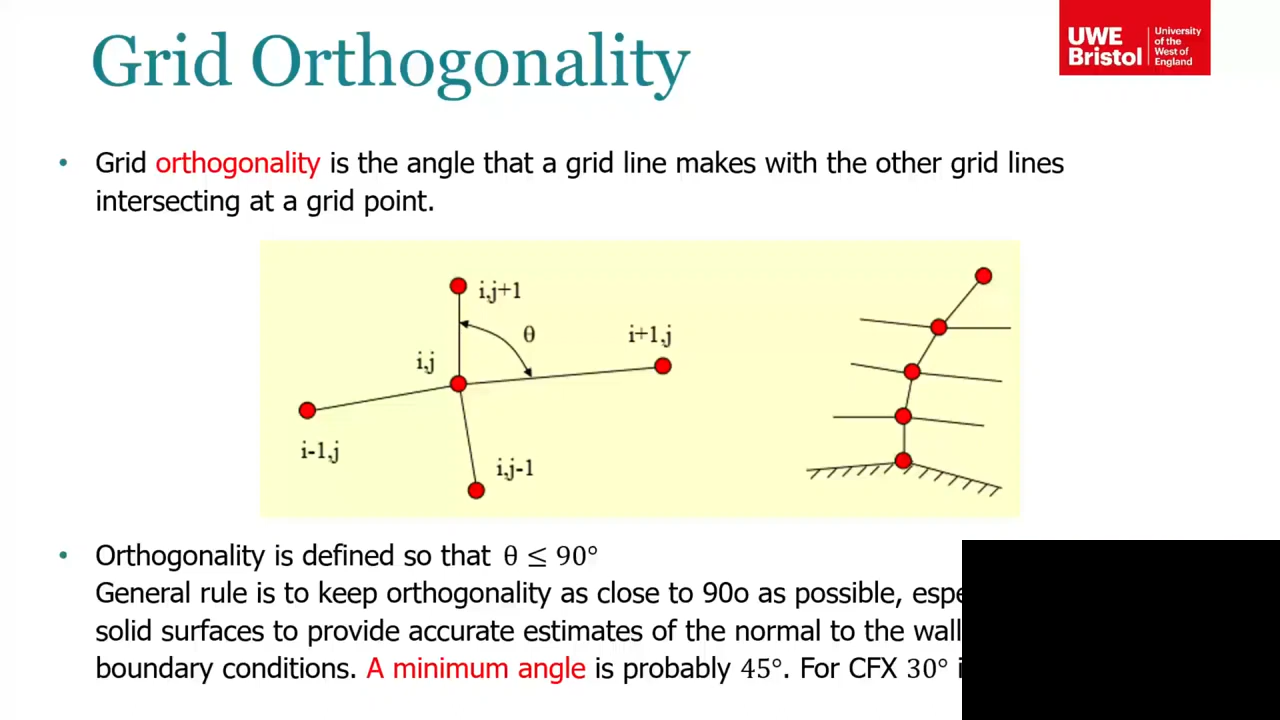 Grid Orthogonality
UWE Bristol
University of the West of England
• Grid orthogonality is the angle that a grid line makes with the other grid lines
intersecting at a grid point.
i,j+1
θ
i+1,j
i,j
i-1,j
i,j-1
• Orthogonality is defined so that θ ≤ 90°
General rule is to keep orthogonality as close to 90o as possible,
solid surfaces to provide accurate estimates of the normal to the wall
boundary conditions. A minimum angle is probably 45°. For CFX 30°